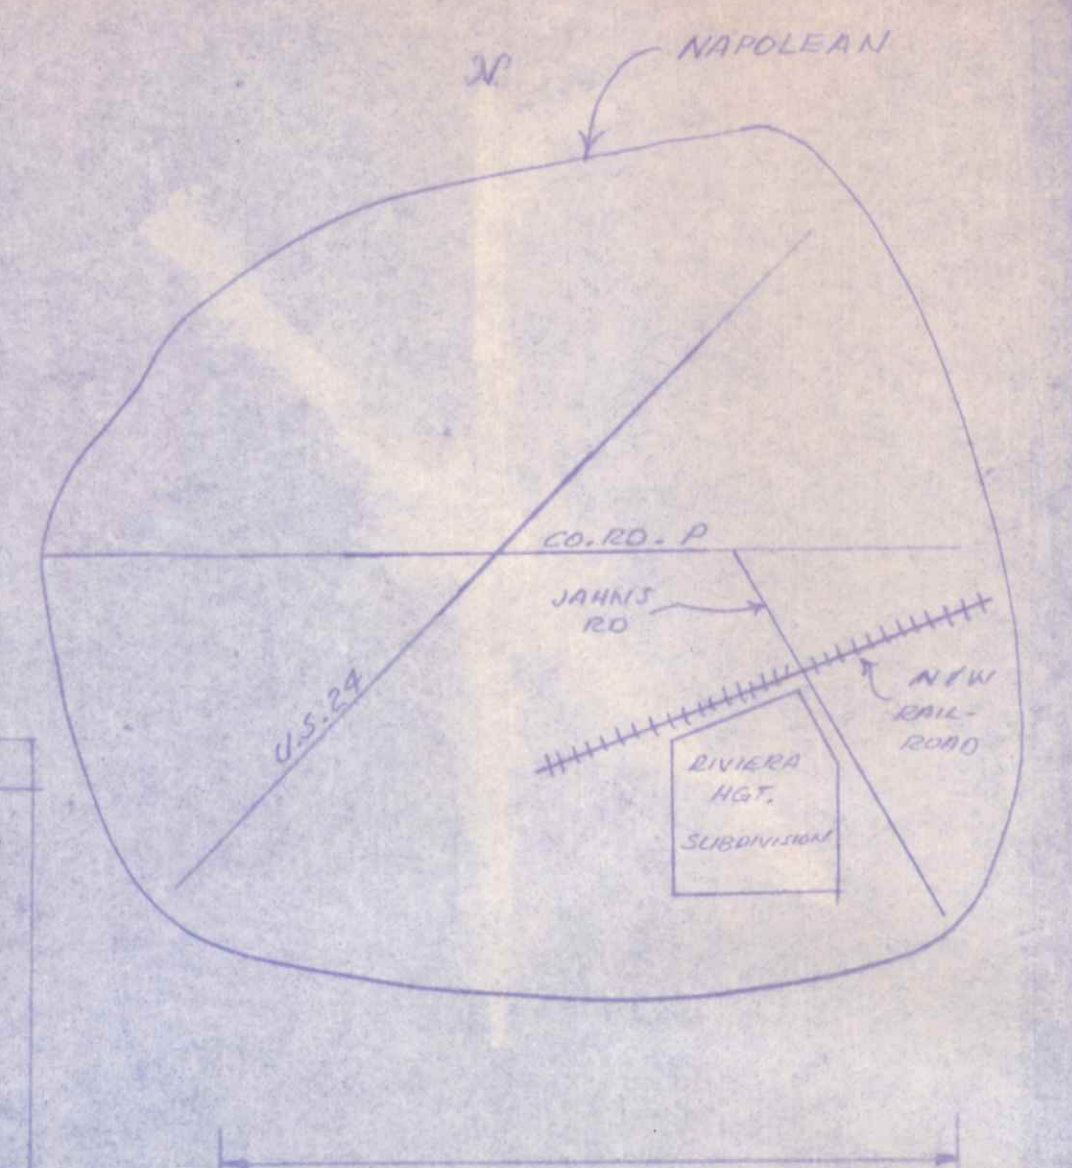 N
NAPOLEAN
CO. RD. P
JAHNS
RD
U.S. 24
N & W
RAIL-
ROAD
RIVIERA
HGT.
SUBDIVISION